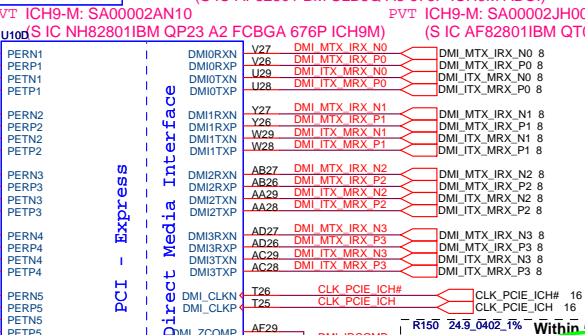 VT ICH9-M: SA00002AN10 PVT ICH9-M: SA00002JH00
(S IC NH82801IBM QP23 A2 FCBGA 676P ICH9M) (S IC AF82801IBM QT0
U10D
PERN1 DMI0RXN V27 DMI_MTX_IRX_N0 DMI_MTX_IRX_N0 8
PERP1 DMI0RXP V26 DMI_MTX_IRX_P0 DMI_MTX_IRX_P0 8
PETN1 DMI0TXN U29 DMI_ITX_MRX_N0 DMI_ITX_MRX_N0 8
PETP1 DMI0TXP U28 DMI_ITX_MRX_P0 DMI_ITX_MRX_P0 8
PERN2 DMI1RXN Y27 DMI_MTX_IRX_N1 DMI_MTX_IRX_N1 8
PERP2 DMI1RXP Y26 DMI_MTX_IRX_P1 DMI_MTX_IRX_P1 8
PETN2 DMI1TXN W29 DMI_ITX_MRX_N1 DMI_ITX_MRX_N1 8
PETP2 DMI1TXP W28 DMI_ITX_MRX_P1 DMI_ITX_MRX_P1 8
PERN3 DMI2RXN AB27 DMI_MTX_IRX_N2 DMI_MTX_IRX_N2 8
PERP3 DMI2RXP AB26 DMI_MTX_IRX_P2 DMI_MTX_IRX_P2 8
PETN3 DMI2TXN AA29 DMI_ITX_MRX_N2 DMI_ITX_MRX_N2 8
PETP3 DMI2TXP AA28 DMI_ITX_MRX_P2 DMI_ITX_MRX_P2 8
PERN4 DMI3RXN AD27 DMI_MTX_IRX_N3 DMI_MTX_IRX_N3 8
PERP4 DMI3RXP AD26 DMI_MTX_IRX_P3 DMI_MTX_IRX_P3 8
PETN4 DMI3TXN AC29 DMI_ITX_MRX_N3 DMI_ITX_MRX_N3 8
PETP4 DMI3TXP AC28 DMI_ITX_MRX_P3 DMI_ITX_MRX_P3 8
PERN5 DMI_CLKN T26 CLK_PCIE_ICH# CLK_PCIE_ICH# 16
PERP5 DMI_CLKP T25 CLK_PCIE_ICH CLK_PCIE_ICH 16
PETN5
DMI_ZCOMP AF29
R150 24.9_0402_1% Within
PCI - Express
Direct Media Interface